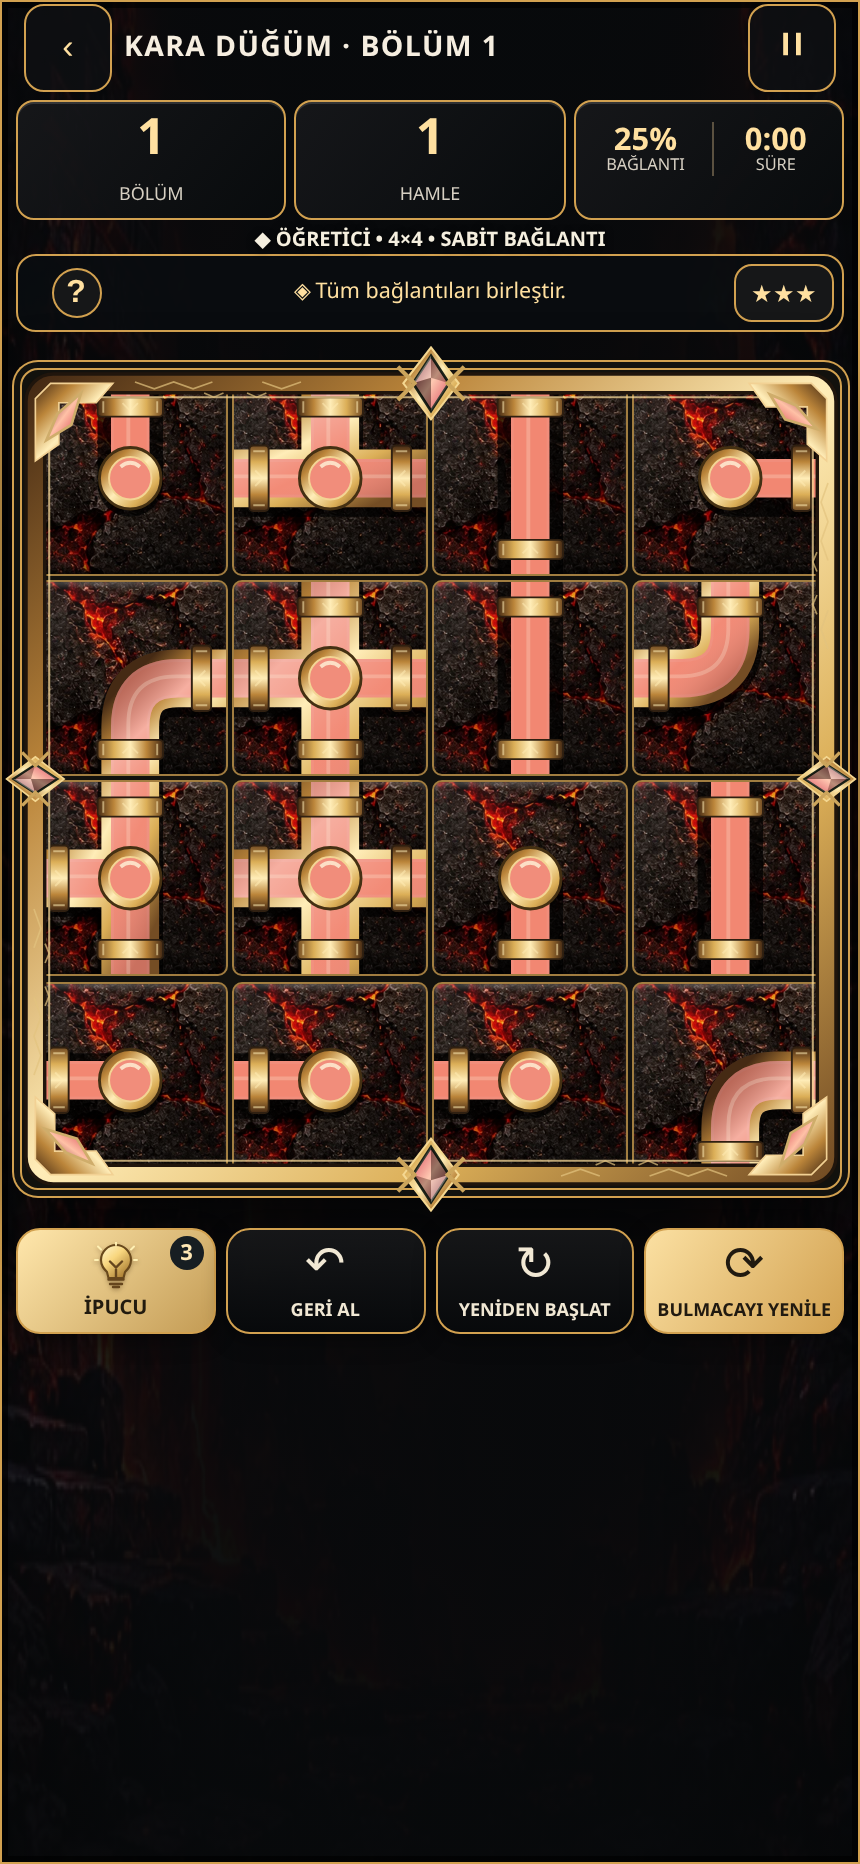 KARA DÜĞÜM · BÖLÜM 1
1
BÖLÜM
1
HAMLE
25%
BAĞLANTI
0:00
SÜRE
◆ ÖĞRETİCİ • 4×4 • SABİT BAĞLANTI
?
◈ Tüm bağlantıları birleştir.
★★★
3
İPUCU
GERİ AL
YENİDEN BAŞLAT
BULMACAYI YENİLE